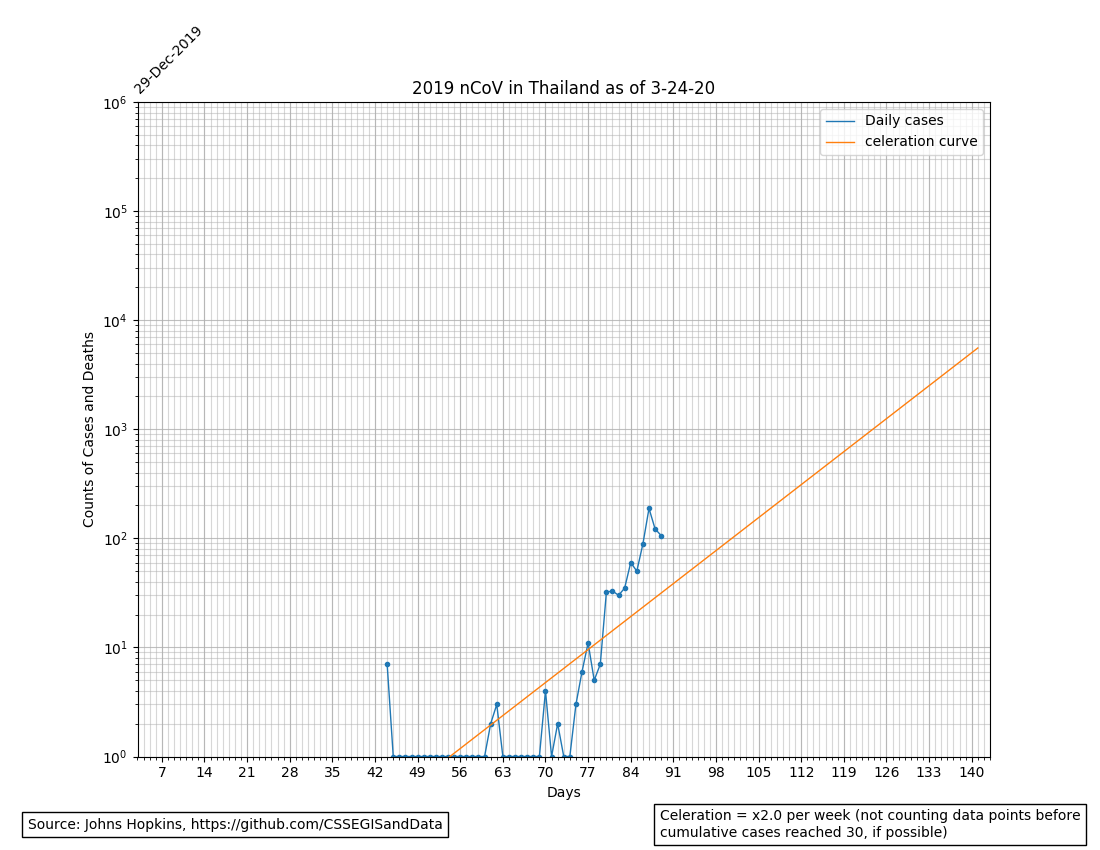 29-Dec-2019
2019 nCoV in Thailand as of 3-24-20
Daily cases
celeration curve
10^6
10^5
10^4
10^3
10^2
10^1
10^0
Counts of Cases and Deaths
7 14 21 28 35 42 49 56 63 70 77 84 91 98 105 112 119 126 133 140
Days
Source: Johns Hopkins, https://github.com/CSSEGISandData
Celeration = x2.0 per week (not counting data points before
cumulative cases reached 30, if possible)